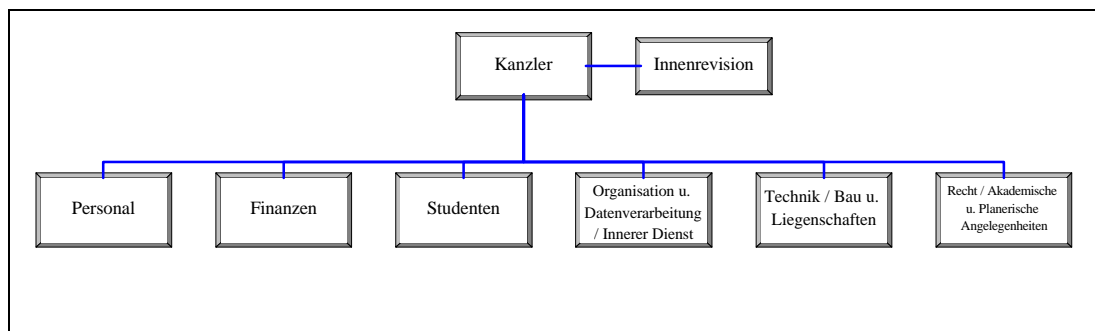 Kanzler
Innenrevision
Personal
Finanzen
Studenten
Organisation u.
Datenverarbeitung
/ Innerer Dienst
Technik / Bau u.
Liegenschaften
Recht / Akademische
u. Planerische
Angelegenheiten